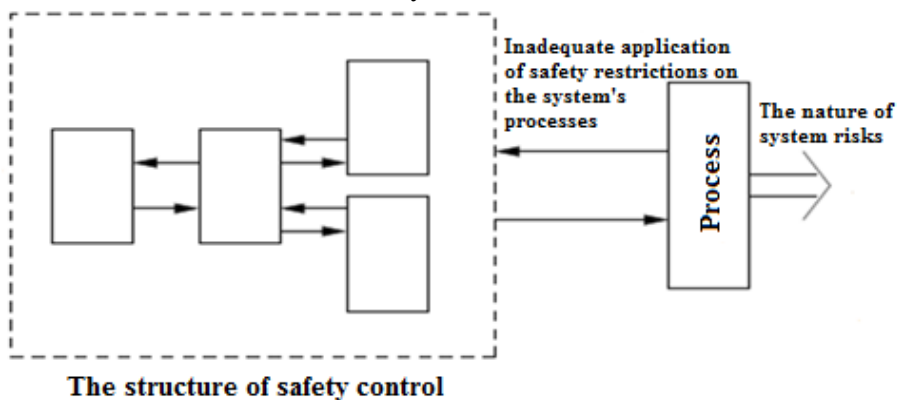 Inadequate application
of safety restrictions on
the system's
processes
The nature of
system risks
Process
The structure of safety control